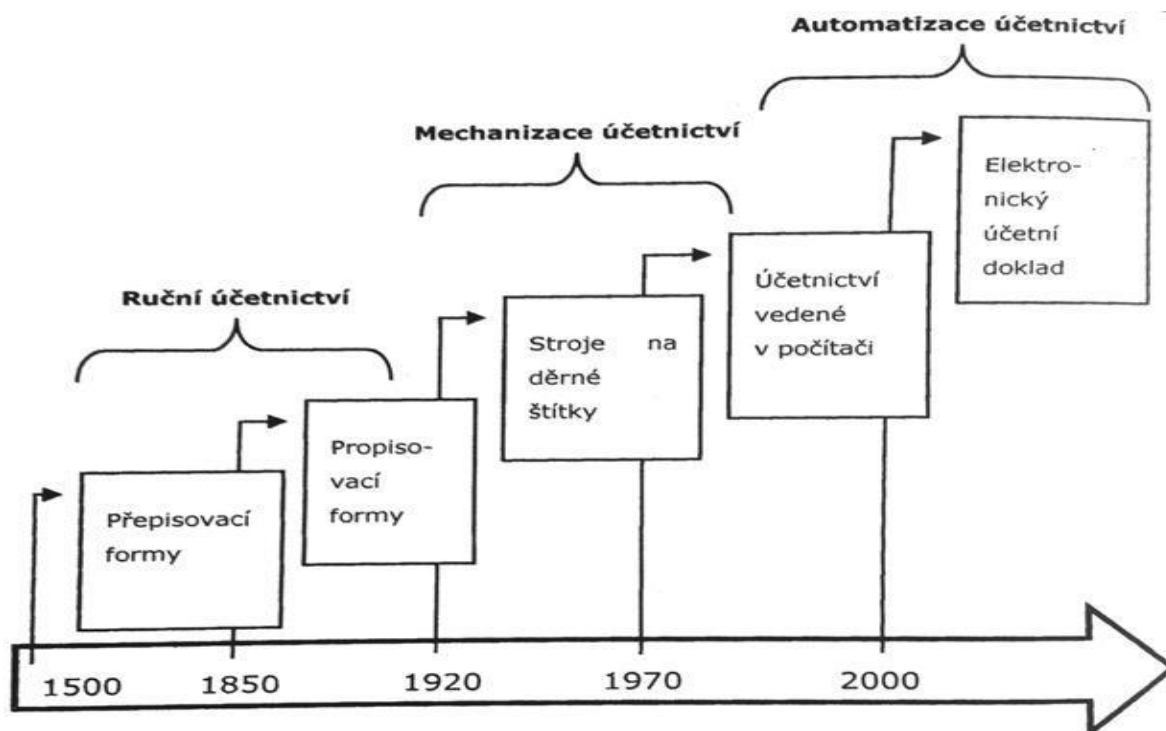 Automatizace účetnictví
Mechanizace účetnictví
Ruční účetnictví
Přepisovací
formy
Propiso-
vací
formy
Stroje na
děrné
štítky
Účetnictví
vedené
v počítači
Elektro-
nický
účetní
doklad
1500 1850 1920 1970 2000